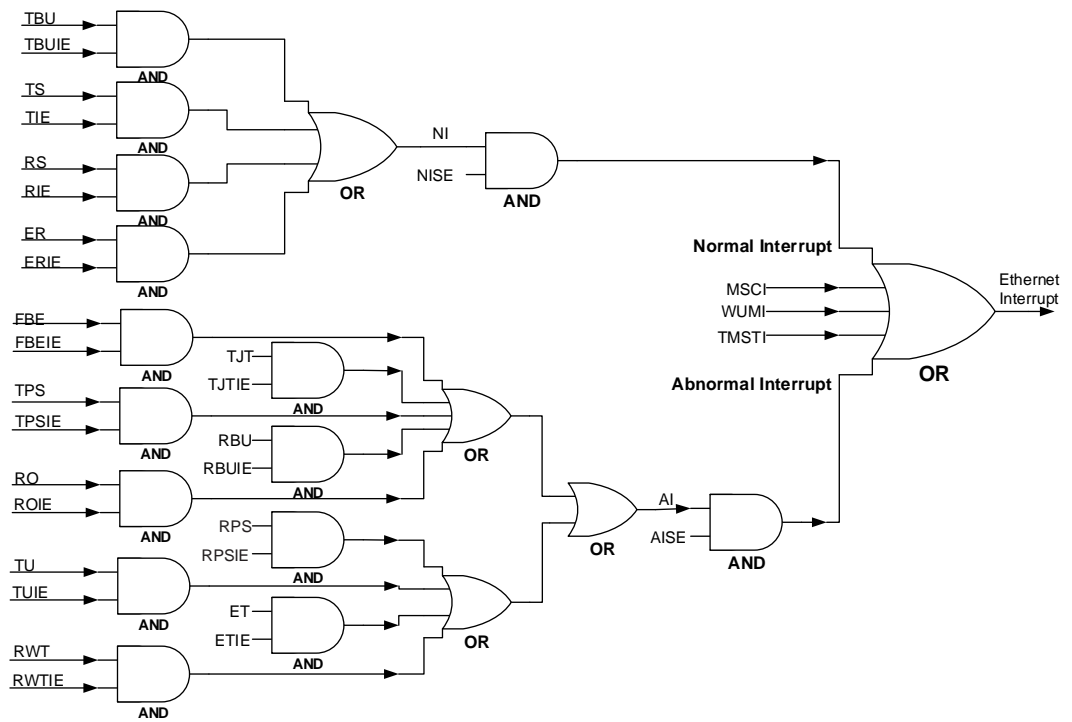 TBU
TBUIE
AND
TS
TIE
AND
RS
RIE
AND
ER
ERIE
AND
OR
NI
NISE
AND
Normal Interrupt
MSCI
WUMI
TMSTI
Abnormal Interrupt
OR
Ethernet
Interrupt
FBE
FBEIE
AND
TJT
TJTIE
AND
TPS
TPSIE
AND
RBU
RBUIE
AND
OR
RO
ROIE
AND
RPS
RPSIE
AND
TU
TUIE
AND
ET
ETIE
AND
OR
RWT
RWTIE
AND
OR
AI
AISE
AND